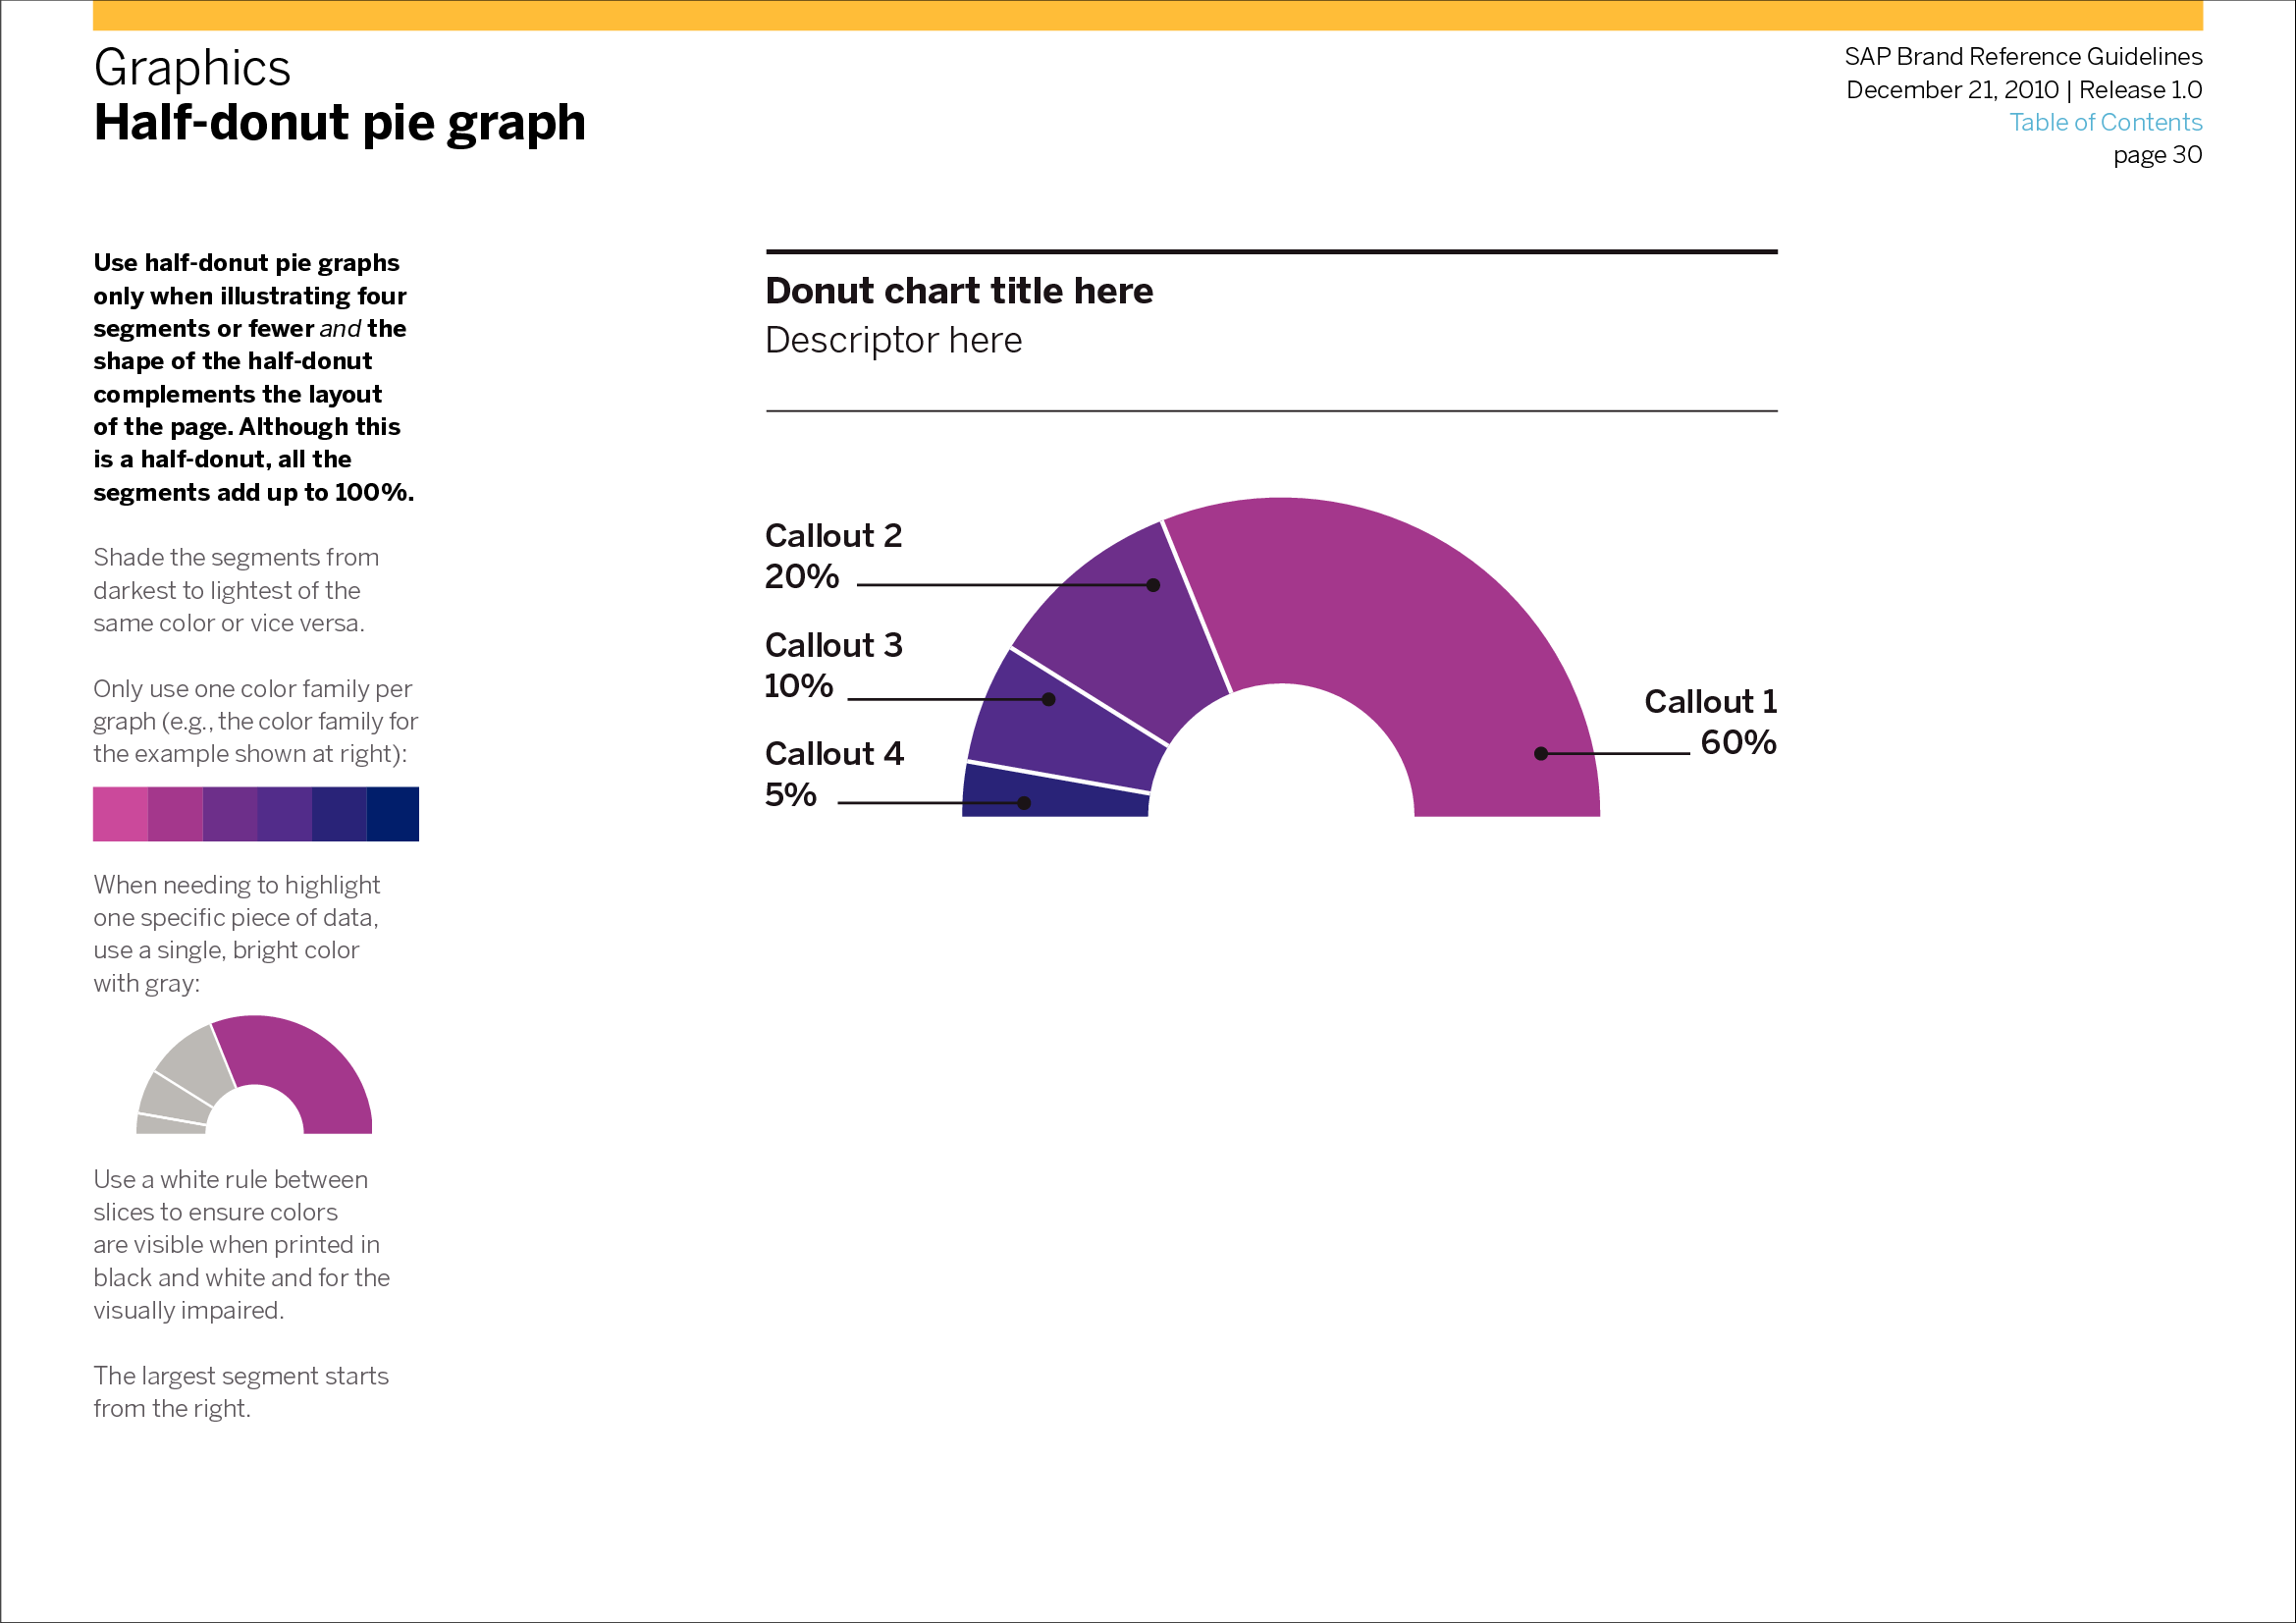 Graphics
Half-donut pie graph
SAP Brand Reference Guidelines
December 21, 2010 | Release 1.0
Table of Contents
page 30
Use half-donut pie graphs
only when illustrating four
segments or fewer and the
shape of the half-donut
complements the layout
of the page. Although this
is a half-donut, all the
segments add up to 100%.
Shade the segments from
darkest to lightest of the
same color or vice versa.
Only use one color family per
graph (e.g., the color family for
the example shown at right):
When needing to highlight
one specific piece of data,
use a single, bright color
with gray:
Use a white rule between
slices to ensure colors
are visible when printed in
black and white and for the
visually impaired.
The largest segment starts
from the right.
Donut chart title here
Descriptor here
Callout 2
20%
Callout 3
10%
Callout 4
5%
Callout 1
60%